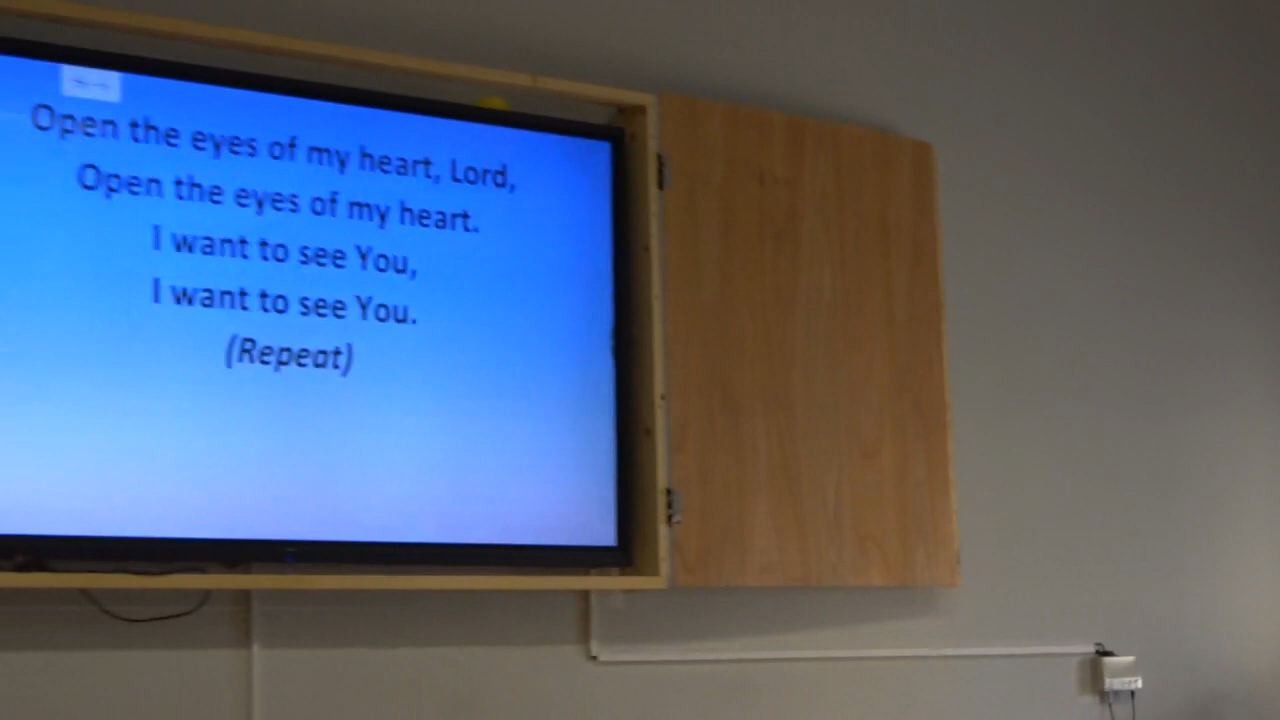 Open the eyes of my heart, Lord,
Open the eyes of my heart.
I want to see You,
I want to see You.
(Repeat)